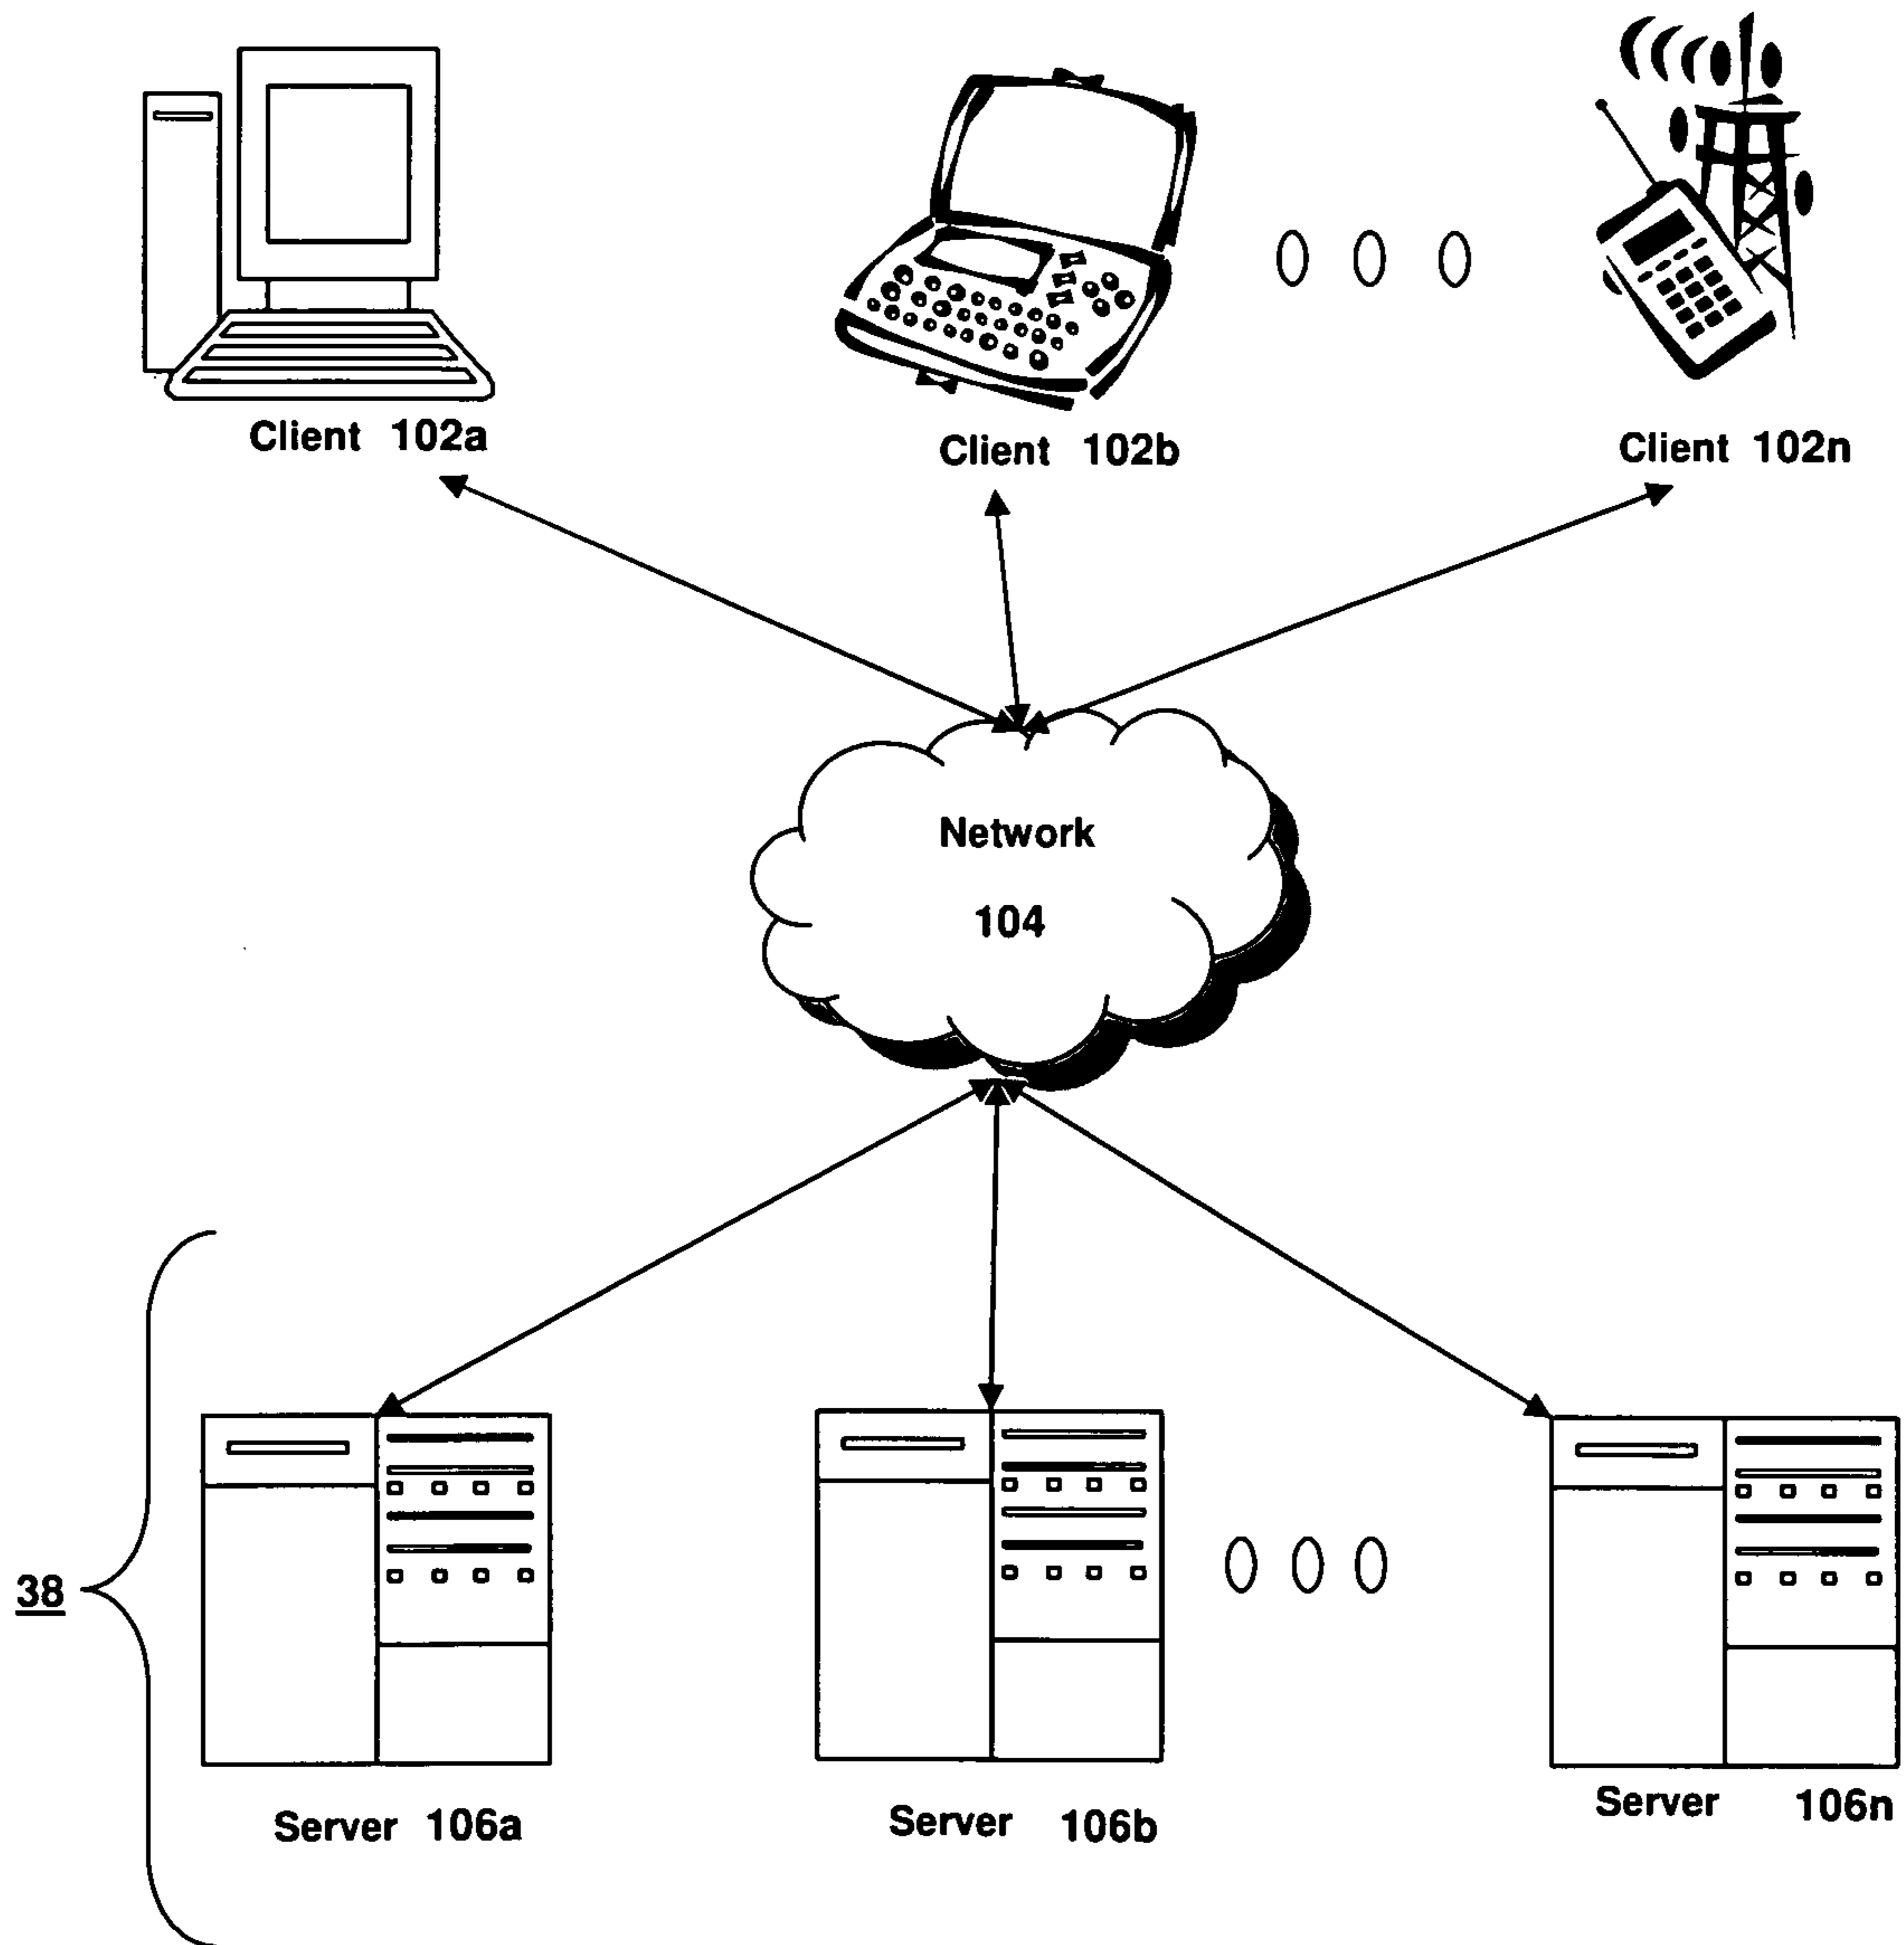 Client 102a
Client 102b
Client 102n
Network
104
38
Server 106a
Server 106b
Server 106n